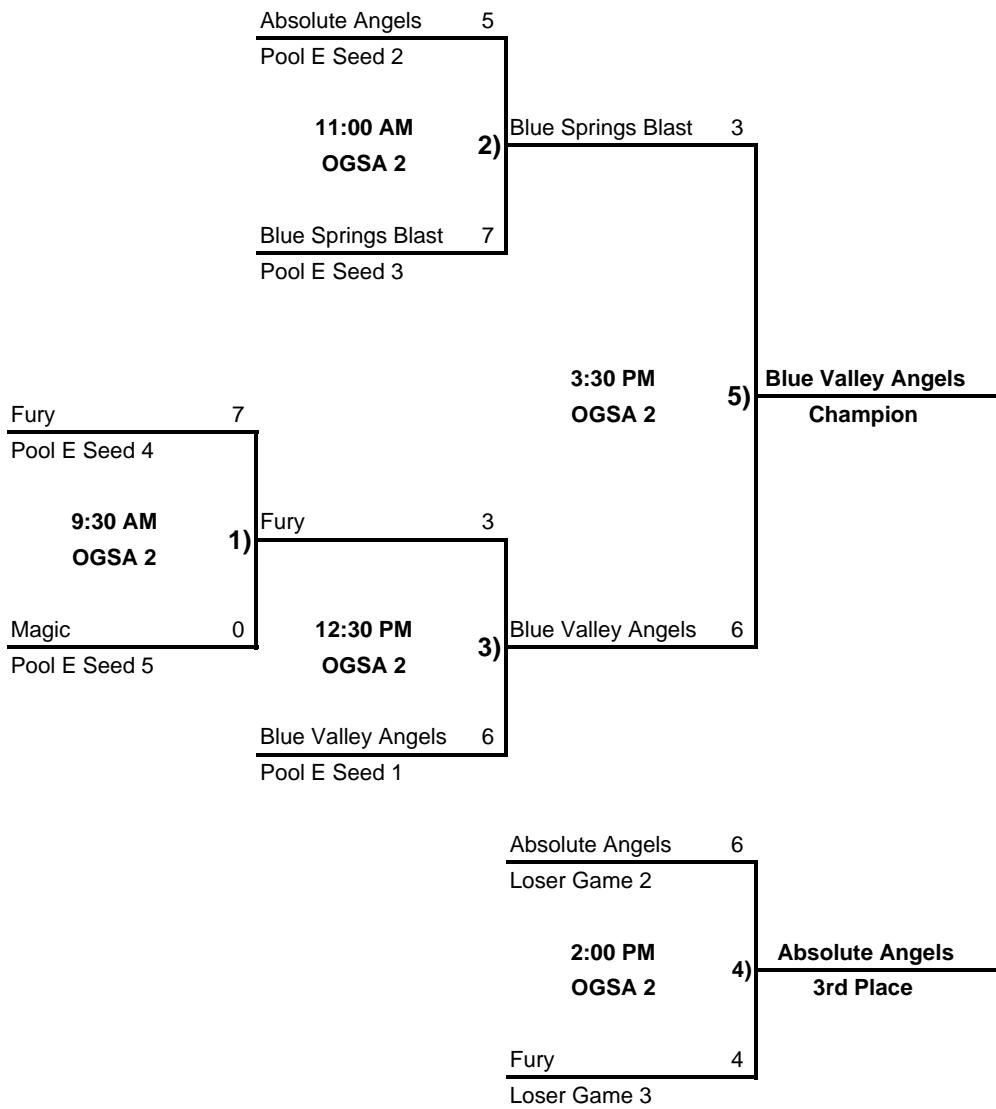 Absolute Angels 5
Pool E Seed 2
11:00 AM
OGSA 2
2)
Blue Springs Blast 3
Blue Springs Blast 7
Pool E Seed 3
3:30 PM
OGSA 2
5)
Blue Valley Angels
Champion
Fury 7
Pool E Seed 4
9:30 AM
OGSA 2
1)
Fury 3
Magic 0
Pool E Seed 5
12:30 PM
OGSA 2
3)
Blue Valley Angels 6
Blue Valley Angels 6
Pool E Seed 1
Absolute Angels 6
Loser Game 2
2:00 PM
OGSA 2
4)
Absolute Angels
3rd Place
Fury 4
Loser Game 3